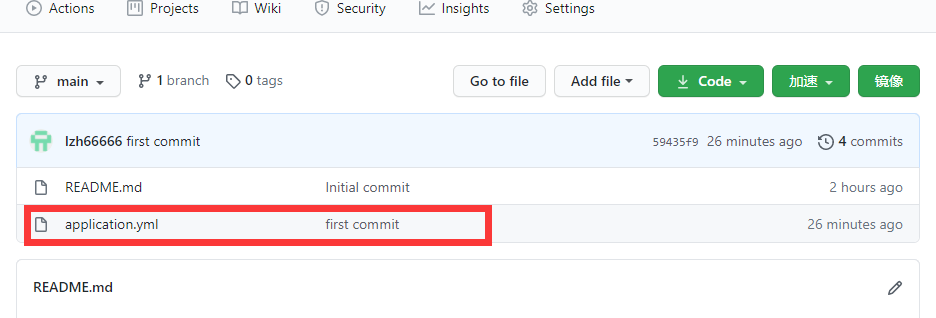 Actions Projects Wiki Security Insights Settings
main 1 branch 0 tags Go to file Add file Code 加速 镜像
lzh66666 first commit 59435f9 26 minutes ago 4 commits
README.md Initial commit 2 hours ago
application.yml first commit 26 minutes ago
README.md